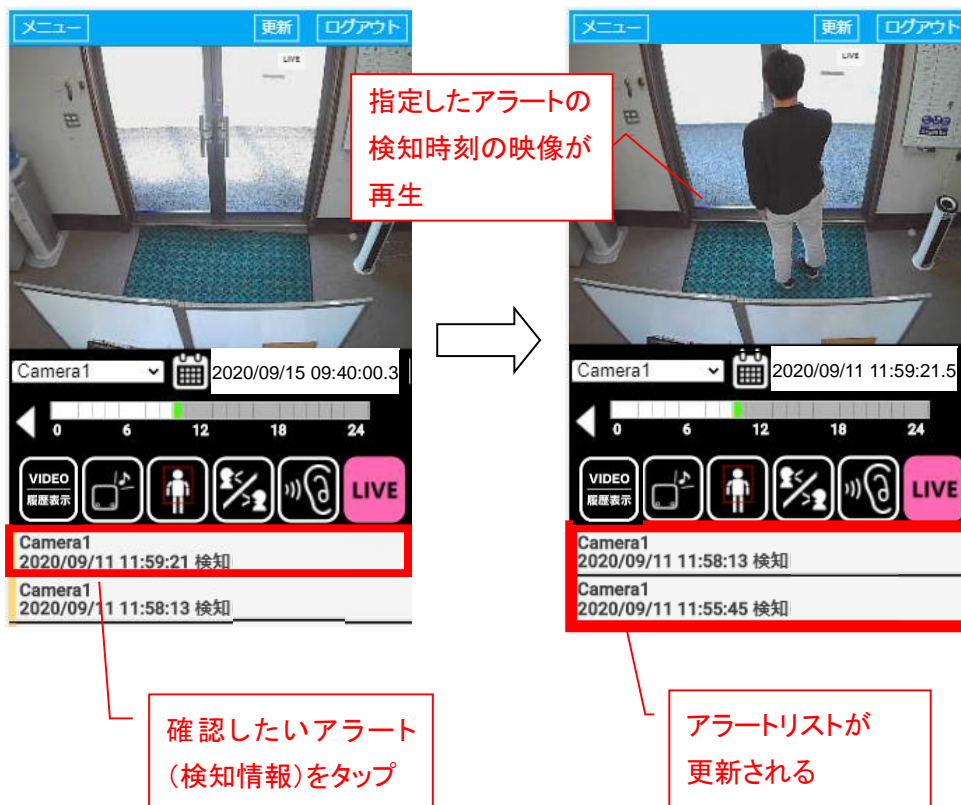 メニュー 更新 ログアウト
LIVE
Camera1 2020/09/15 09:40:00.3
0 6 12 18 24
VIDEO
履歴表示
LIVE
Camera1
2020/09/11 11:59:21 検知
Camera1
2020/09/11 11:58:13 検知
確認したいアラート
（検知情報）をタップ
指定したアラートの
検知時刻の映像が
再生
メニュー 更新 ログアウト
LIVE
Camera1 2020/09/11 11:59:21.5
0 6 12 18 24
VIDEO
履歴表示
LIVE
Camera1
2020/09/11 11:58:13 検知
Camera1
2020/09/11 11:55:45 検知
アラートリストが
更新される